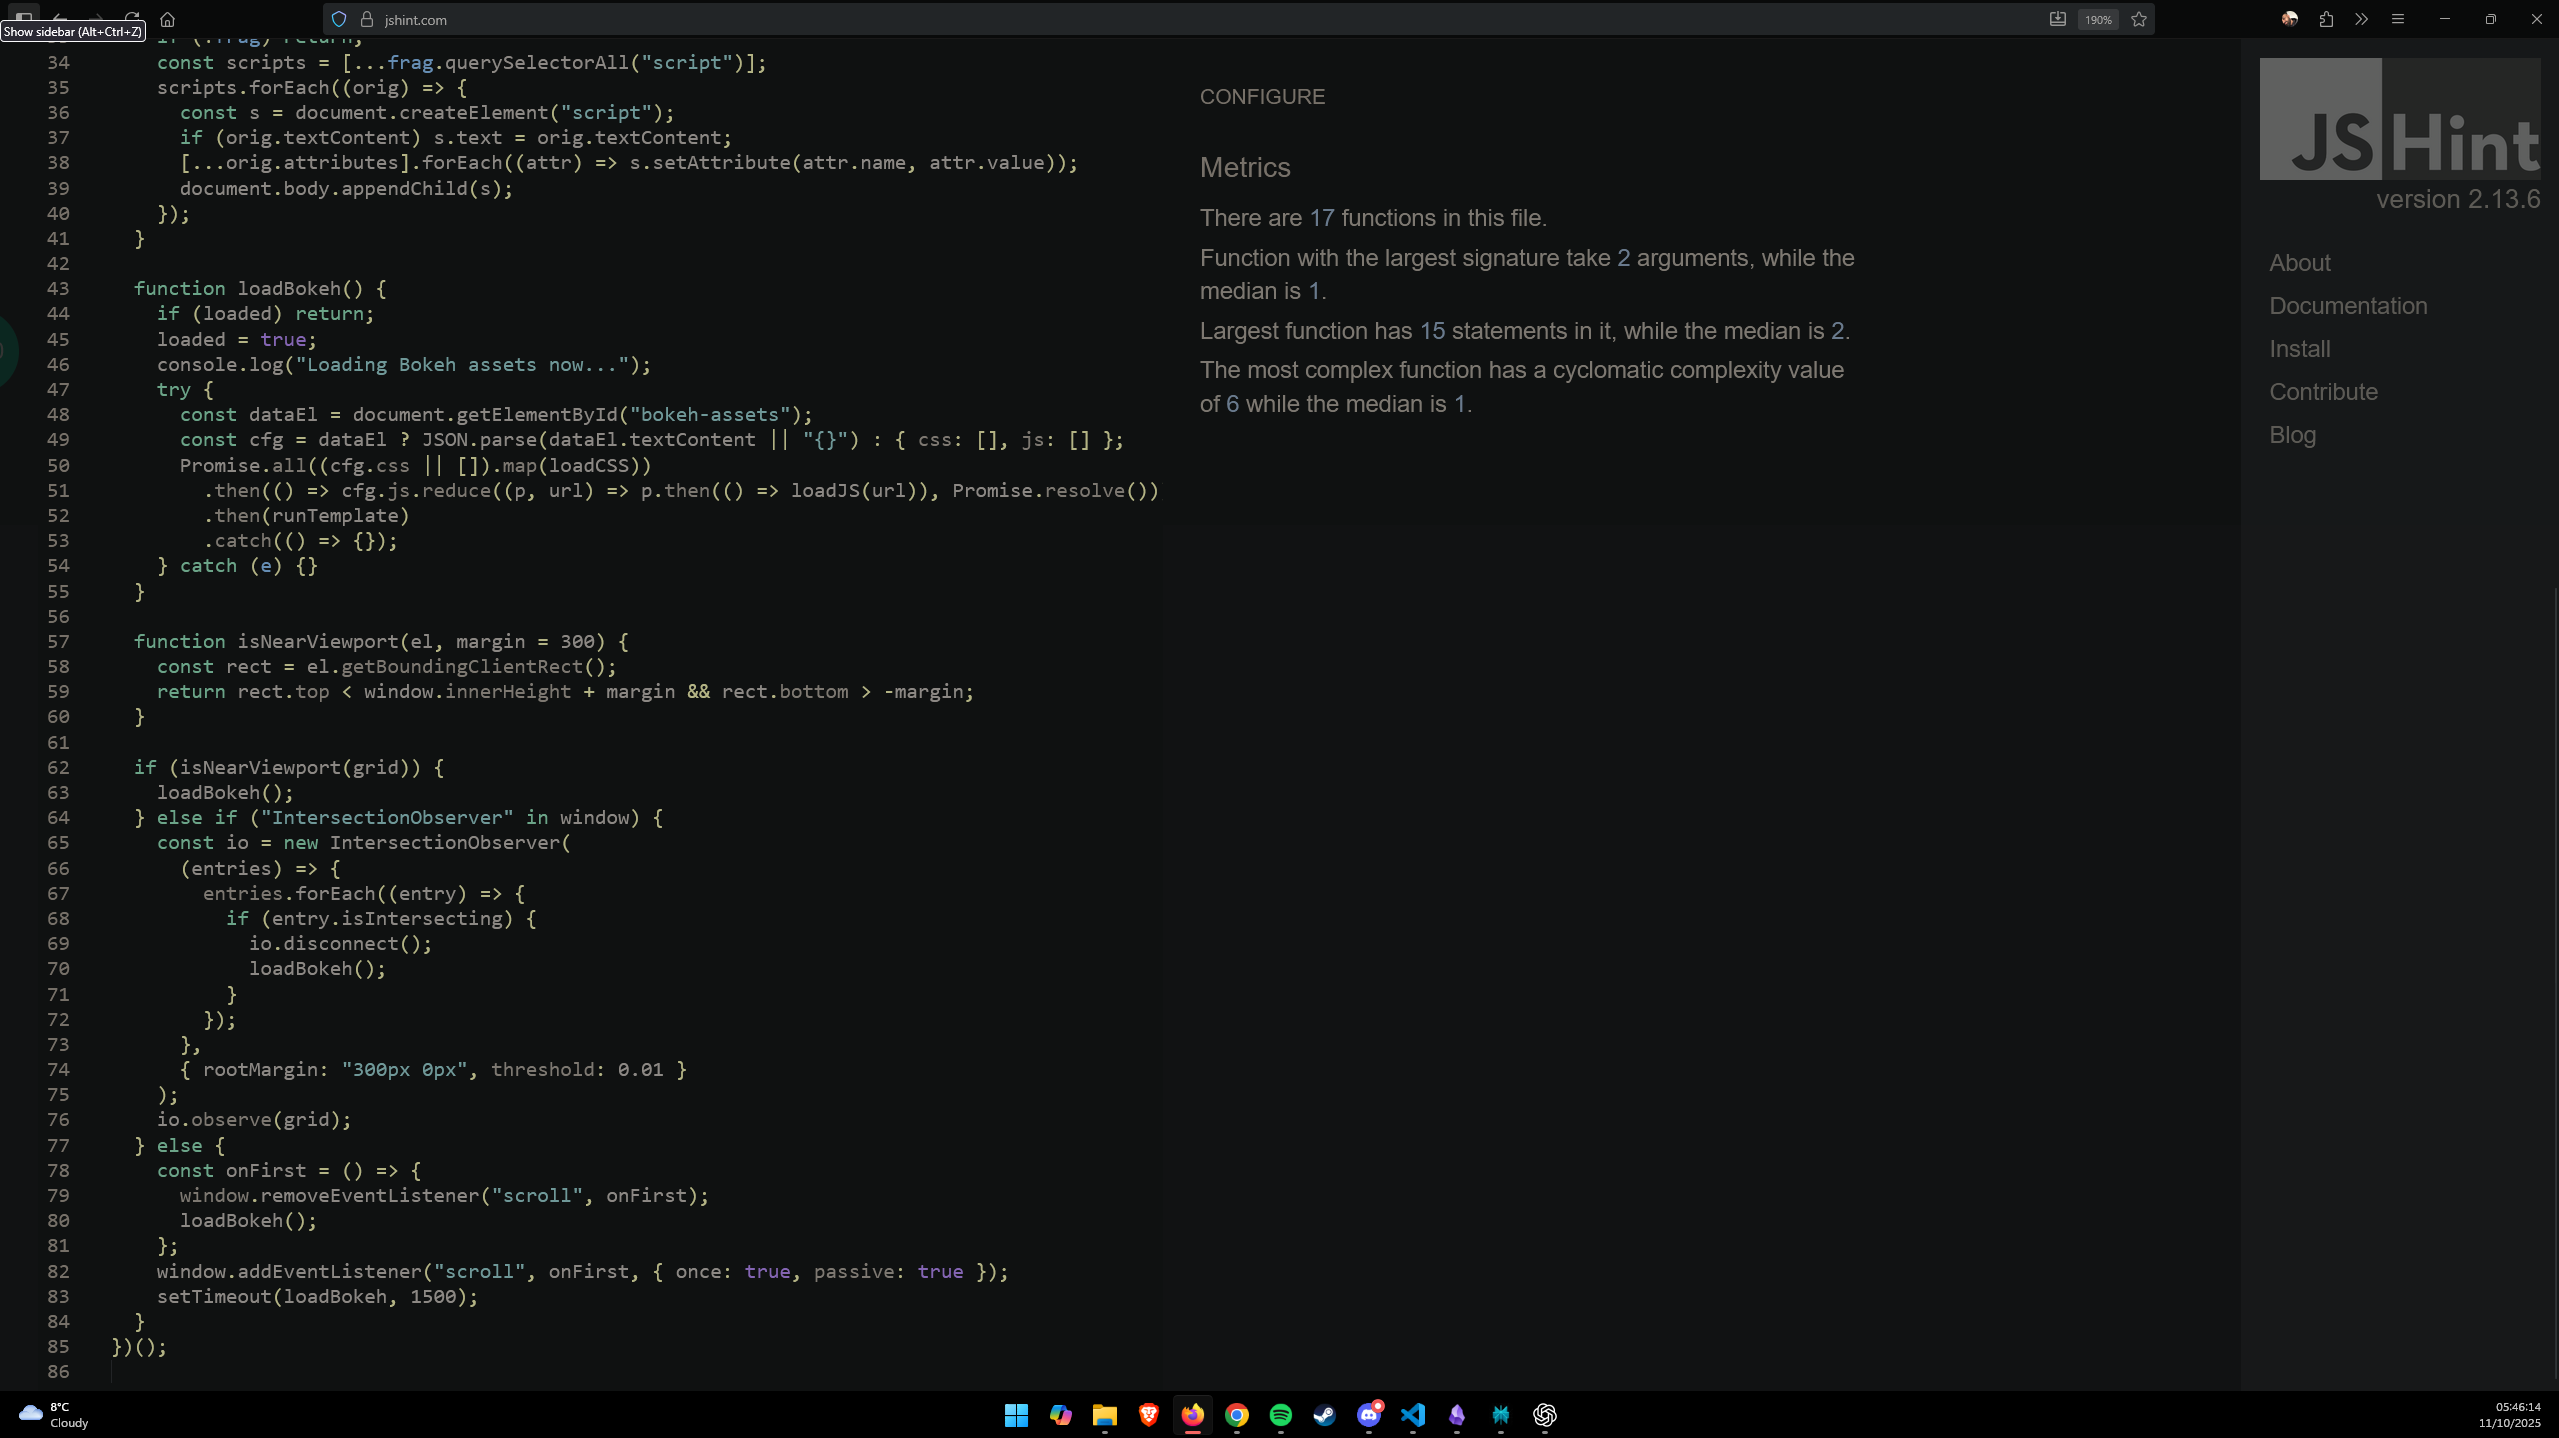 Show sidebar (Alt+Ctrl+Z)
jshint.com
190%
34 const scripts = [...frag.querySelectorAll("script")];
35 scripts.forEach((orig) => {
36 const s = document.createElement("script");
37 if (orig.textContent) s.text = orig.textContent;
38 [...orig.attributes].forEach((attr) => s.setAttribute(attr.name, attr.value));
39 document.body.appendChild(s);
40 });
41 }
42
43 function loadBokeh() {
44 if (loaded) return;
45 loaded = true;
46 console.log("Loading Bokeh assets now...");
47 try {
48 const dataEl = document.getElementById("bokeh-assets");
49 const cfg = dataEl ? JSON.parse(dataEl.textContent || "{}") : { css: [], js: [] };
50 Promise.all((cfg.css || []).map(loadCSS))
51 .then(() => cfg.js.reduce((p, url) => p.then(() => loadJS(url)), Promise.resolve())
52 .then(runTemplate)
53 .catch(() => {});
54 } catch (e) {}
55 }
56
57 function isNearViewport(el, margin = 300) {
58 const rect = el.getBoundingClientRect();
59 return rect.top < window.innerHeight + margin && rect.bottom > -margin;
60 }
61
62 if (isNearViewport(grid)) {
63 loadBokeh();
64 } else if ("IntersectionObserver" in window) {
65 const io = new IntersectionObserver(
66 (entries) => {
67 entries.forEach((entry) => {
68 if (entry.isIntersecting) {
69 io.disconnect();
70 loadBokeh();
71 }
72 });
73 },
74 { rootMargin: "300px 0px", threshold: 0.01 }
75 );
76 io.observe(grid);
77 } else {
78 const onFirst = () => {
79 window.removeEventListener("scroll", onFirst);
80 loadBokeh();
81 };
82 window.addEventListener("scroll", onFirst, { once: true, passive: true });
83 setTimeout(loadBokeh, 1500);
84 }
85 })();
86
CONFIGURE
Metrics
There are 17 functions in this file.
Function with the largest signature take 2 arguments, while the
median is 1.
Largest function has 15 statements in it, while the median is 2.
The most complex function has a cyclomatic complexity value
of 6 while the median is 1.
JSHint
version 2.13.6
About
Documentation
Install
Contribute
Blog
8°C
Cloudy
05:46:14
11/10/2025